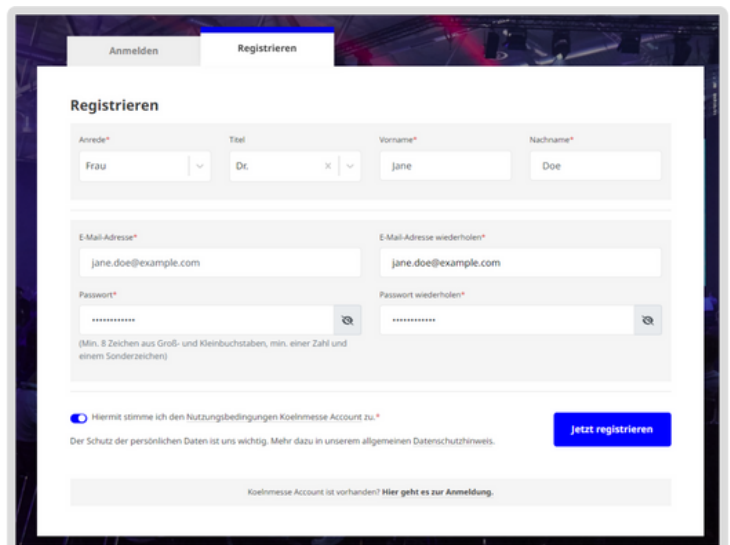 Anmelden
Registrieren
Registrieren
Anrede*
Titel
Vorname*
Nachname*
Frau
Dr.
Jane
Doe
E-Mail-Adresse*
E-Mail-Adresse wiederholen*
jane.doe@example.com
jane.doe@example.com
Passwort*
Passwort wiederholen*
••••••••••••
••••••••••••
(Min. 8 Zeichen aus Groß- und Kleinbuchstaben, min. einer Zahl und
einem Sonderzeichen)
Hiermit stimme ich den Nutzungsbedingungen Koelnmesse Account zu.*
Jetzt registrieren
Der Schutz der persönlichen Daten ist uns wichtig. Mehr dazu in unserem allgemeinen Datenschutzhinweis.
Koelnmesse Account ist vorhanden? Hier geht es zur Anmeldung.